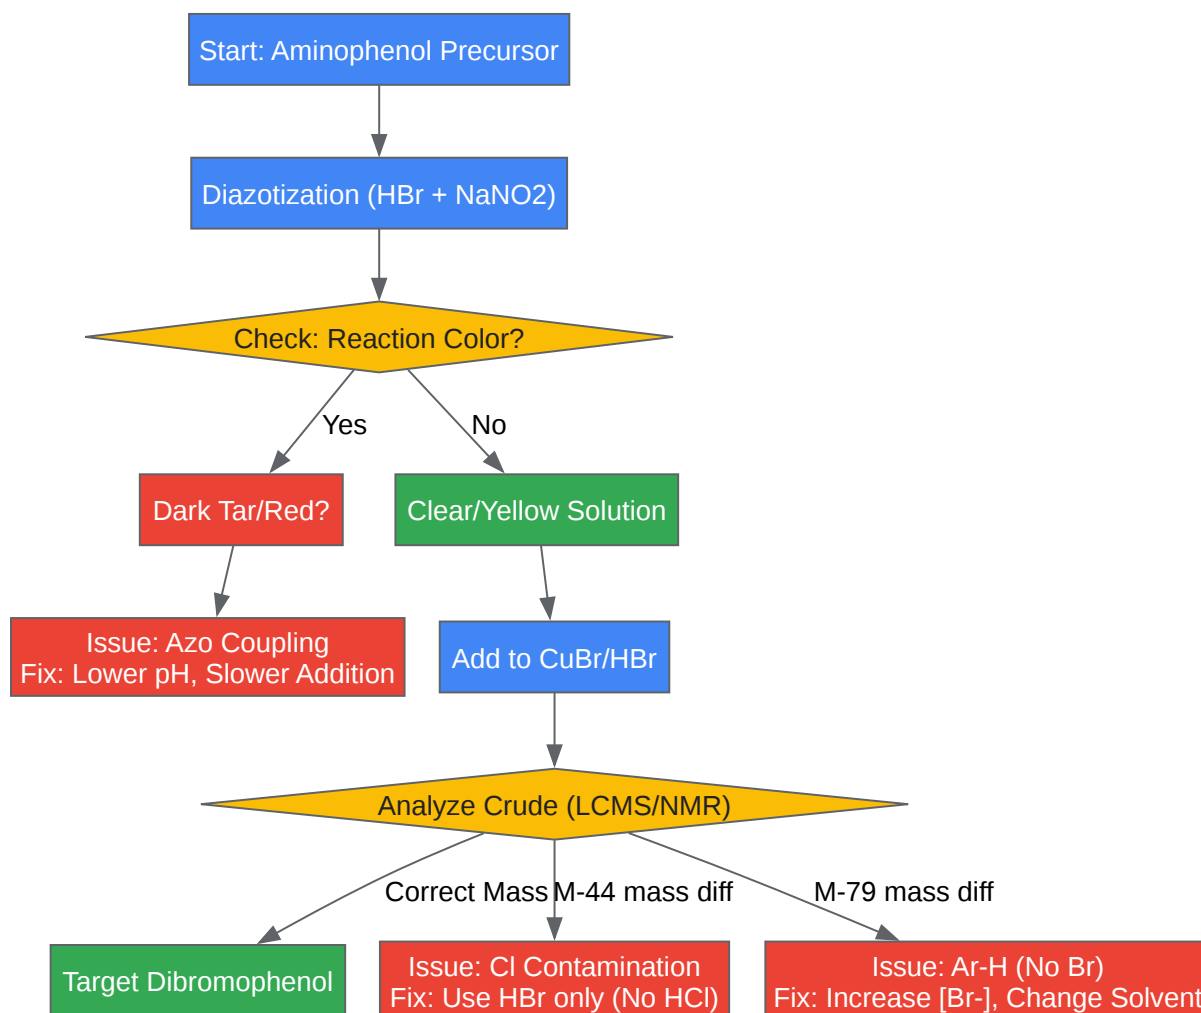 Start: Aminophenol Precursor
Diazotization (HBr + NaNO2)
Check: Reaction Color?
Yes
No
Dark Tar/Red?
Clear/Yellow Solution
Issue: Azo Coupling
Fix: Lower pH, Slower Addition
Add to CuBr/HBr
Analyze Crude (LCMS/NMR)
Correct Mass
M-44 mass diff
M-79 mass diff
Target Dibromophenol
Issue: Cl Contamination
Fix: Use HBr only (No HCl)
Issue: Ar-H (No Br)
Fix: Increase [Br-], Change Solvent